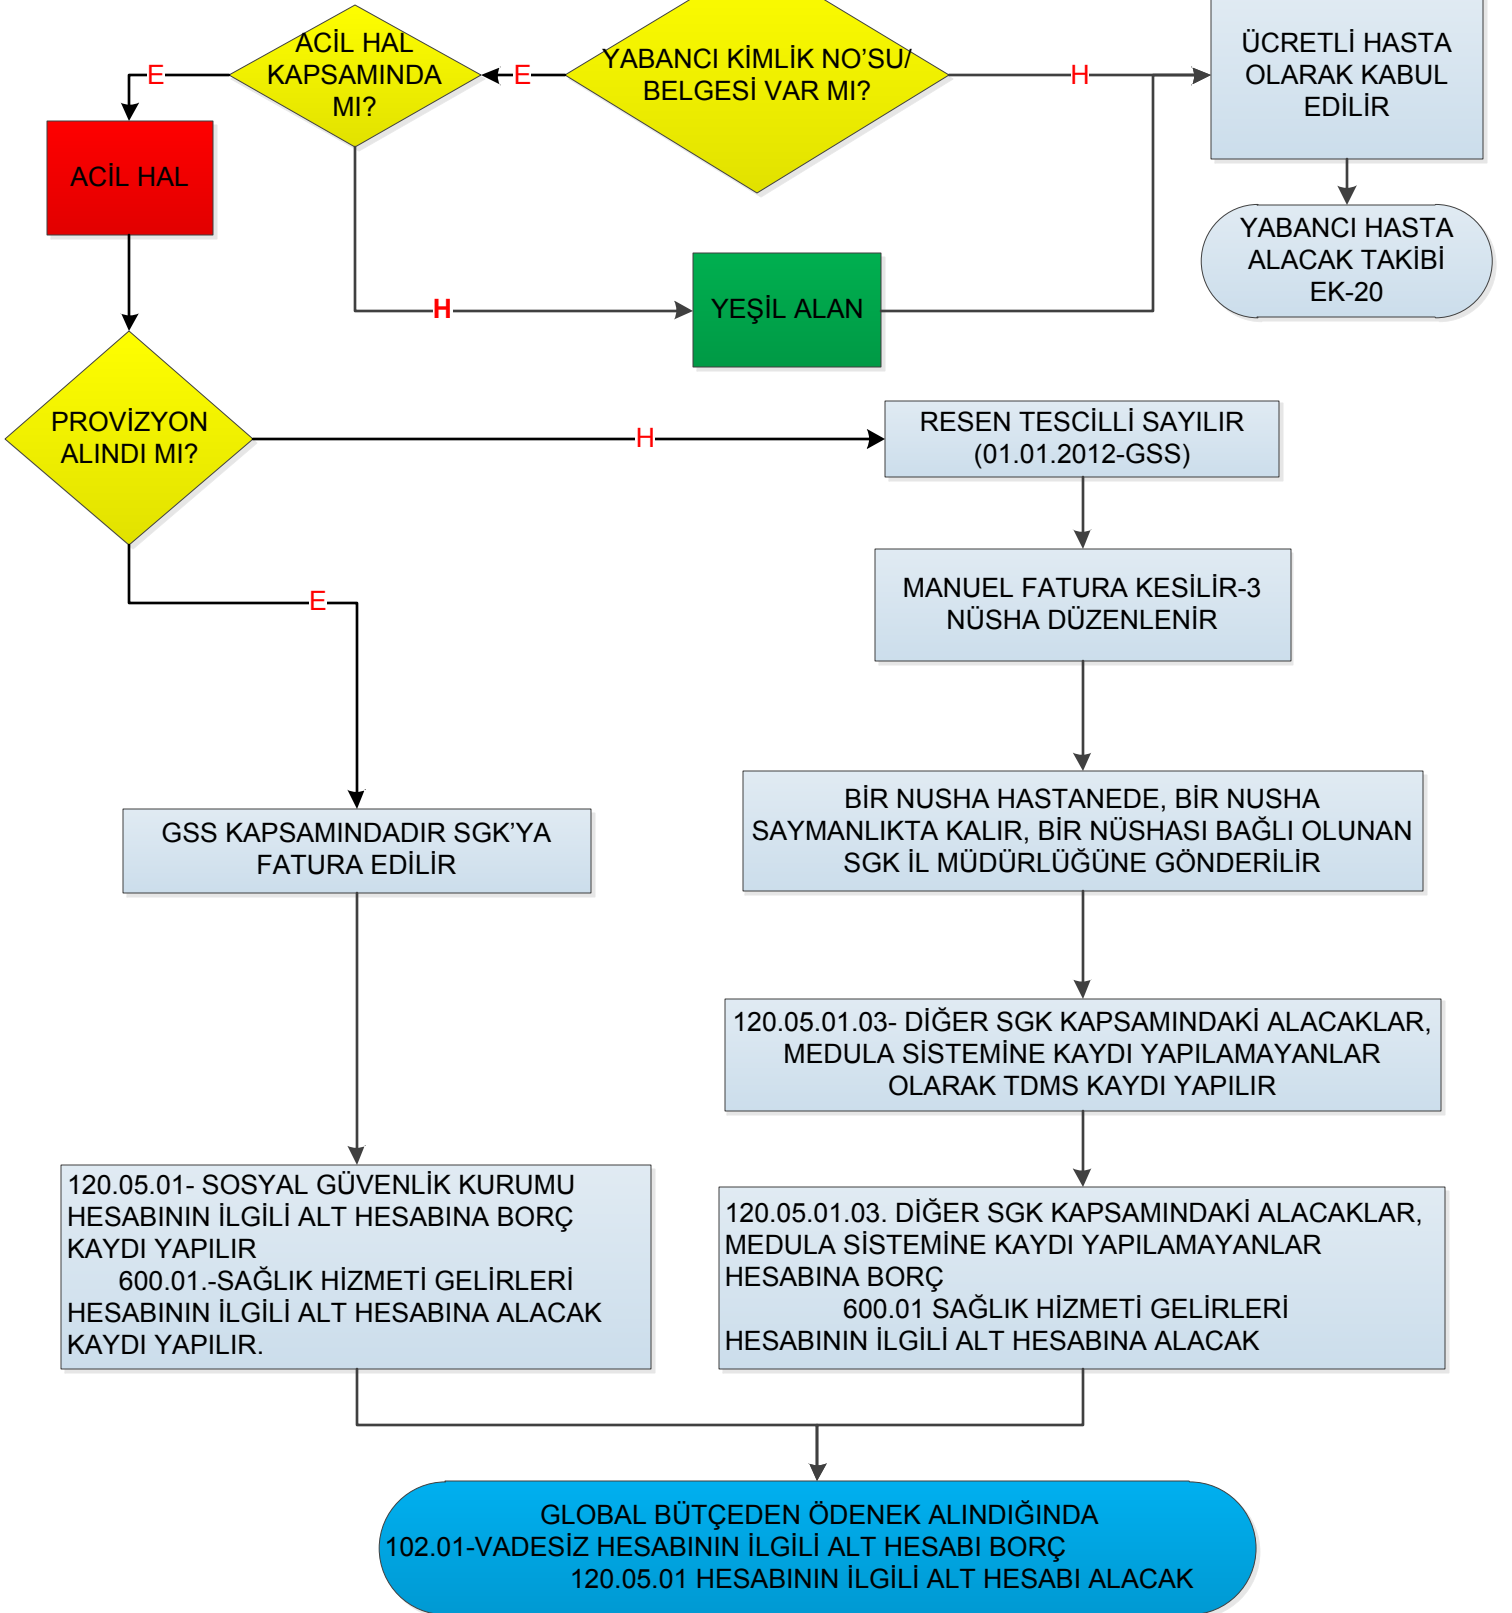 ACİL HAL
KAPSAMINDA
MI?
YABANCI KİMLİK NO’SU/
BELGESİ VAR MI?
ÜCRETLİ HASTA
OLARAK KABUL
EDİLİR
E
E
H
ACİL HAL
YABANCI HASTA
ALACAK TAKİBİ
EK-20
H
YEŞİL ALAN
PROVİZYON
ALINDI MI?
H
RESEN TESCİLLİ SAYILIR
(01.01.2012-GSS)
MANUEL FATURA KESİLİR-3
NÜSHA DÜZENLENİR
E
BİR NUSHA HASTANEDE, BİR NUSHA
SAYMANLIKTA KALIR, BİR NÜSHASI BAĞLI OLUNAN
SGK İL MÜDÜRLÜĞÜNE GÖNDERİLİR
GSS KAPSAMINDADIR SGK’YA
FATURA EDİLİR
120.05.01.03- DİĞER SGK KAPSAMINDAKİ ALACAKLAR,
MEDULA SİSTEMİNE KAYDI YAPILAMAYANLAR
OLARAK TDMS KAYDI YAPILIR
120.05.01- SOSYAL GÜVENLİK KURUMU
HESABININ İLGİLİ ALT HESABINA BORÇ
KAYDI YAPILIR
600.01.-SAĞLIK HİZMETİ GELİRLERİ
HESABININ İLGİLİ ALT HESABINA ALACAK
KAYDI YAPILIR.
120.05.01.03. DİĞER SGK KAPSAMINDAKİ ALACAKLAR,
MEDULA SİSTEMİNE KAYDI YAPILAMAYANLAR
HESABINA BORÇ
600.01 SAĞLIK HİZMETİ GELİRLERİ
HESABININ İLGİLİ ALT HESABINA ALACAK
GLOBAL BÜTÇEDEN ÖDENEK ALINDIĞINDA
102.01-VADESİZ HESABININ İLGİLİ ALT HESABI BORÇ
120.05.01 HESABININ İLGİLİ ALT HESABI ALACAK